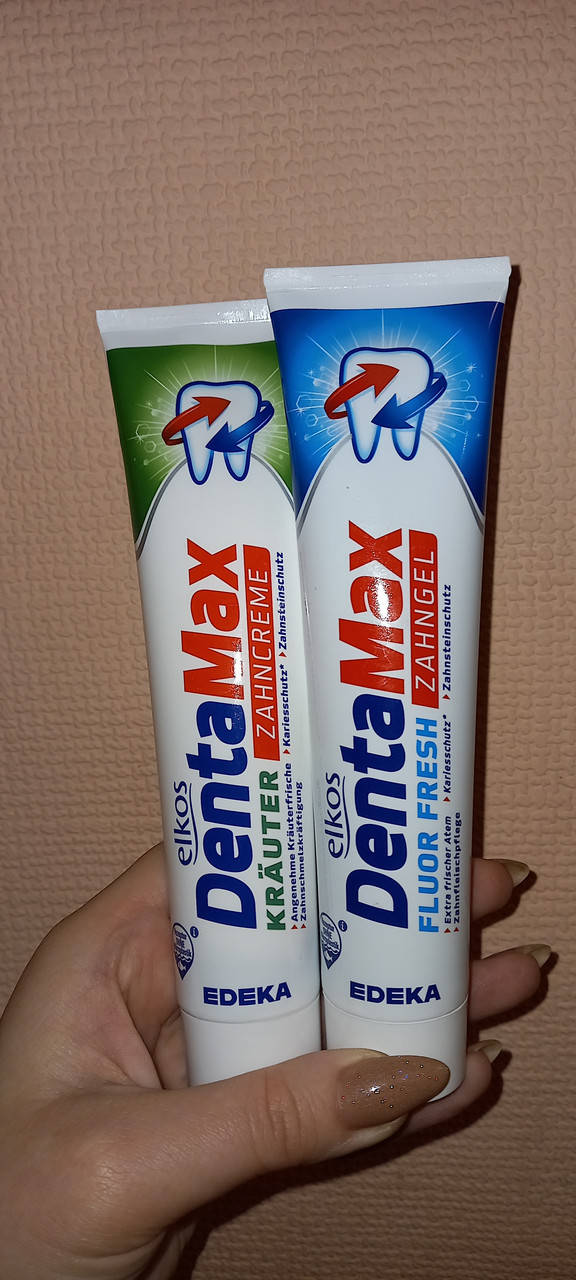 elkos
DentaMax
KRÄUTER ZAHNCREME
Angenehme Kräuterfrische Kariesschutz* Zahnsteinschutz
Zahnschmelzkräftigung
EDEKA
elkos
DentaMax
FLUOR FRESH ZAHNGEL
Extra frischer Atem Kariesschutz* Zahnsteinschutz
Zahnfleischpflege
EDEKA